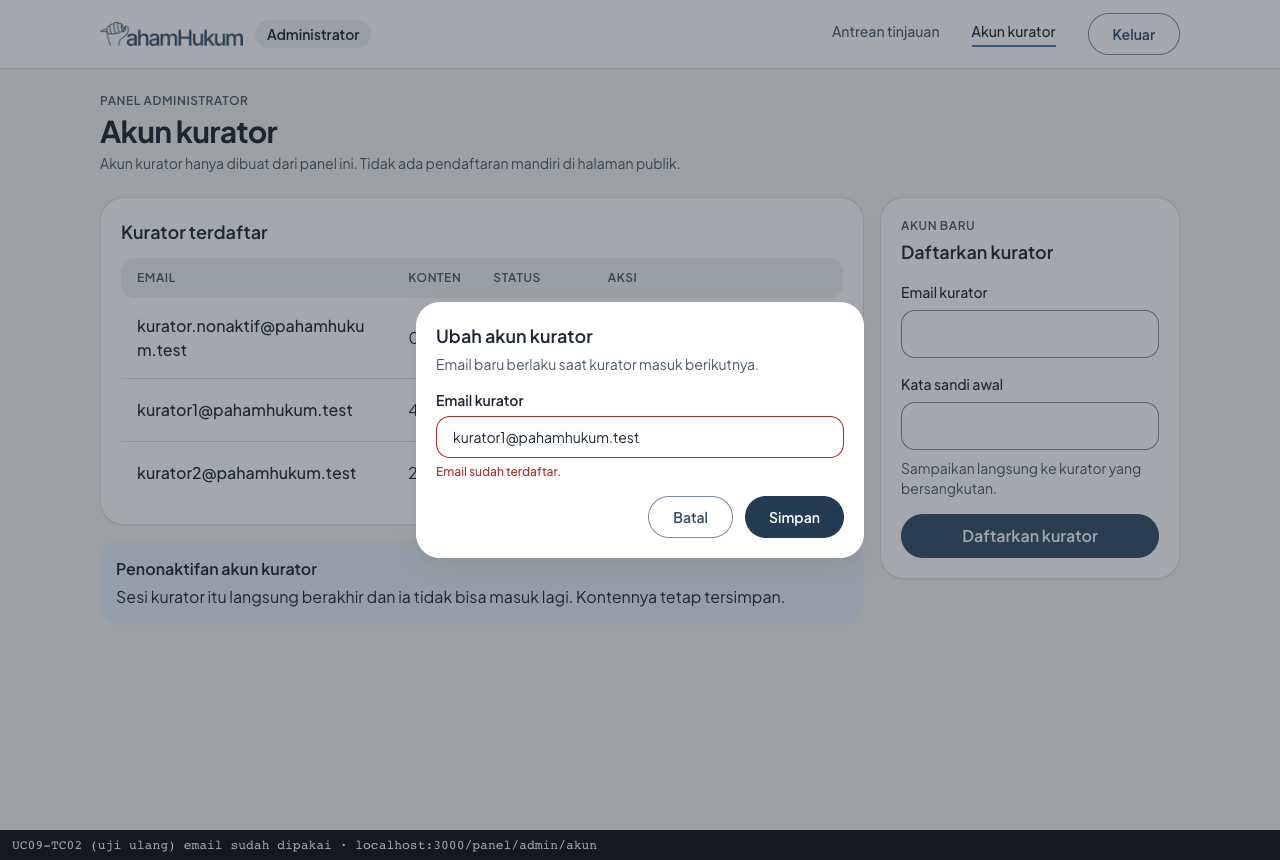 ahamHukum Administrator Antrean tinjauan Akun kurator Keluar
PANEL ADMINISTRATOR
Akun kurator
Akun kurator hanya dibuat dari panel ini. Tidak ada pendaftaran mandiri di halaman publik.
Kurator terdaftar
EMAIL KONTEN STATUS AKSI
kurator.nonaktif@pahamhuku
m.test
0
kurator1@pahamhukum.test 4
kurator2@pahamhukum.test 2
Ubah akun kurator
Email baru berlaku saat kurator masuk berikutnya.
Email kurator
kurator1@pahamhukum.test
Email sudah terdaftar.
Batal Simpan
Penonaktifan akun kurator
Sesi kurator itu langsung berakhir dan ia tidak bisa masuk lagi. Kontennya tetap tersimpan.
AKUN BARU
Daftarkan kurator
Email kurator
Kata sandi awal
Sampaikan langsung ke kurator yang
bersangkutan.
Daftarkan kurator
UC09-TC02 (uji ulang) email sudah dipakai · localhost:3000/panel/admin/akun